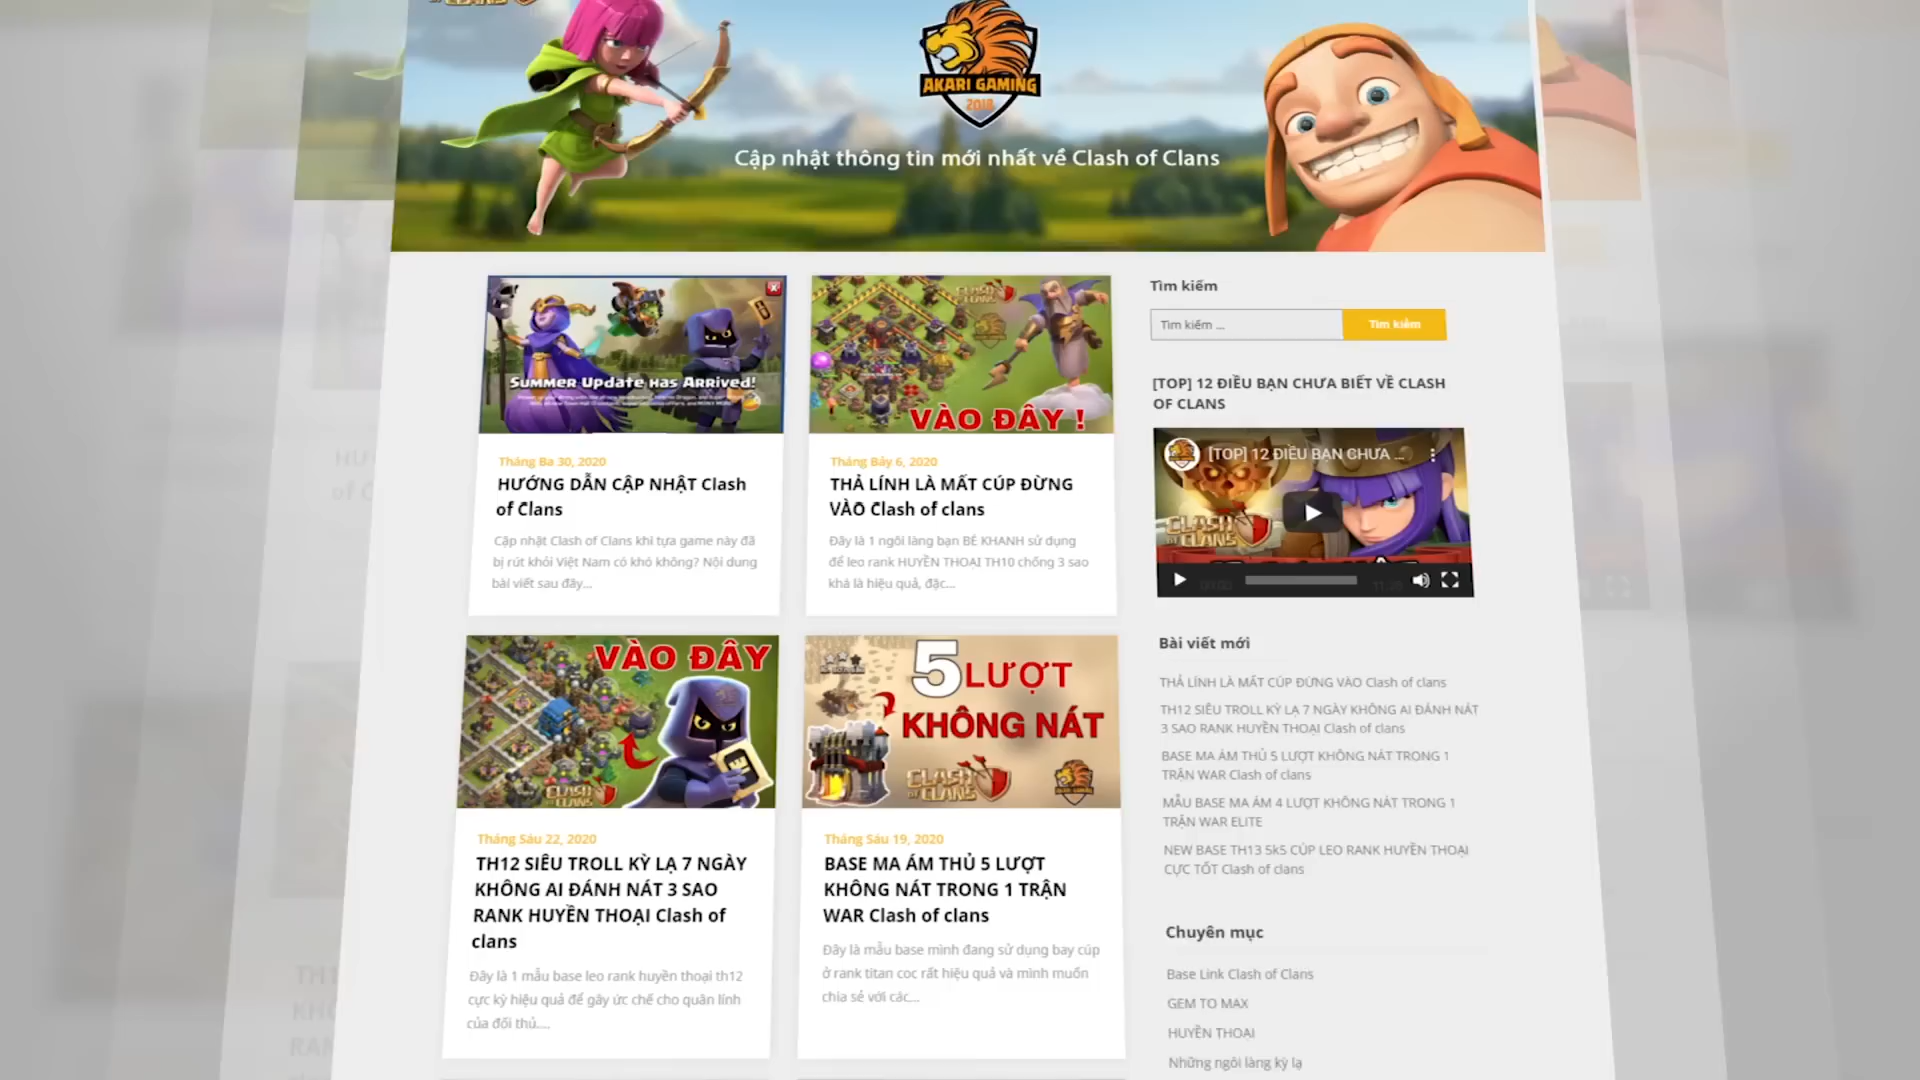 AKARI GAMING
2018
Cập nhật thông tin mới nhất về Clash of Clans
Summer Update has Arrived!
Tháng Ba 30, 2020
HƯỚNG DẪN CẬP NHẬT Clash
of Clans
Cập nhật Clash of Clans khi tựa game này đã
bị rút khỏi Việt Nam có khó không? Nội dung
bài viết sau đây...
CLASH OF CLANS
VÀO ĐÂY !
Tháng Bảy 6, 2020
THẢ LÍNH LÀ MẤT CÚP ĐỪNG
VÀO Clash of clans
Đây là 1 ngôi làng bạn BÉ KHANH sử dụng
để leo rank HUYỀN THOẠI TH10 chống 3 sao
khá là hiệu quả, đặc...
VÀO ĐÂY
CLASH OF CLANS
Tháng Sáu 22, 2020
TH12 SIÊU TROLL KỲ LẠ 7 NGÀY
KHÔNG AI ĐÁNH NÁT 3 SAO
RANK HUYỀN THOẠI Clash of
clans
Đây là 1 mẫu base leo rank huyền thoại th12
cực kỳ hiệu quả để gây ức chế cho quân lính
của đối thủ....
5 LƯỢT
KHÔNG NÁT
CLASH OF CLANS
Tháng Sáu 19, 2020
BASE MA ÁM THỦ 5 LƯỢT
KHÔNG NÁT TRONG 1 TRẬN
WAR Clash of clans
Đây là mẫu base mình đang sử dụng bay cúp
ở rank titan coc rất hiệu quả và mình muốn
chia sẻ với các...
Tìm kiếm
Tìm kiếm ...
Tìm kiếm
[TOP] 12 ĐIỀU BẠN CHƯA BIẾT VỀ CLASH
OF CLANS
[TOP] 12 ĐIỀU BẠN CHƯA ...
CLASH OF CLANS
Bài viết mới
THẢ LÍNH LÀ MẤT CÚP ĐỪNG VÀO Clash of clans
TH12 SIÊU TROLL KỲ LẠ 7 NGÀY KHÔNG AI ĐÁNH NÁT
3 SAO RANK HUYỀN THOẠI Clash of clans
BASE MA ÁM THỦ 5 LƯỢT KHÔNG NÁT TRONG 1
TRẬN WAR Clash of clans
MẪU BASE MA ÁM 4 LƯỢT KHÔNG NÁT TRONG 1
TRẬN WAR ELITE
NEW BASE TH13 5k5 CÚP LEO RANK HUYỀN THOẠI
CỰC TỐT Clash of clans
Chuyên mục
Base Link Clash of Clans
GEM TO MAX
HUYỀN THOẠI
Những ngôi làng kỳ lạ